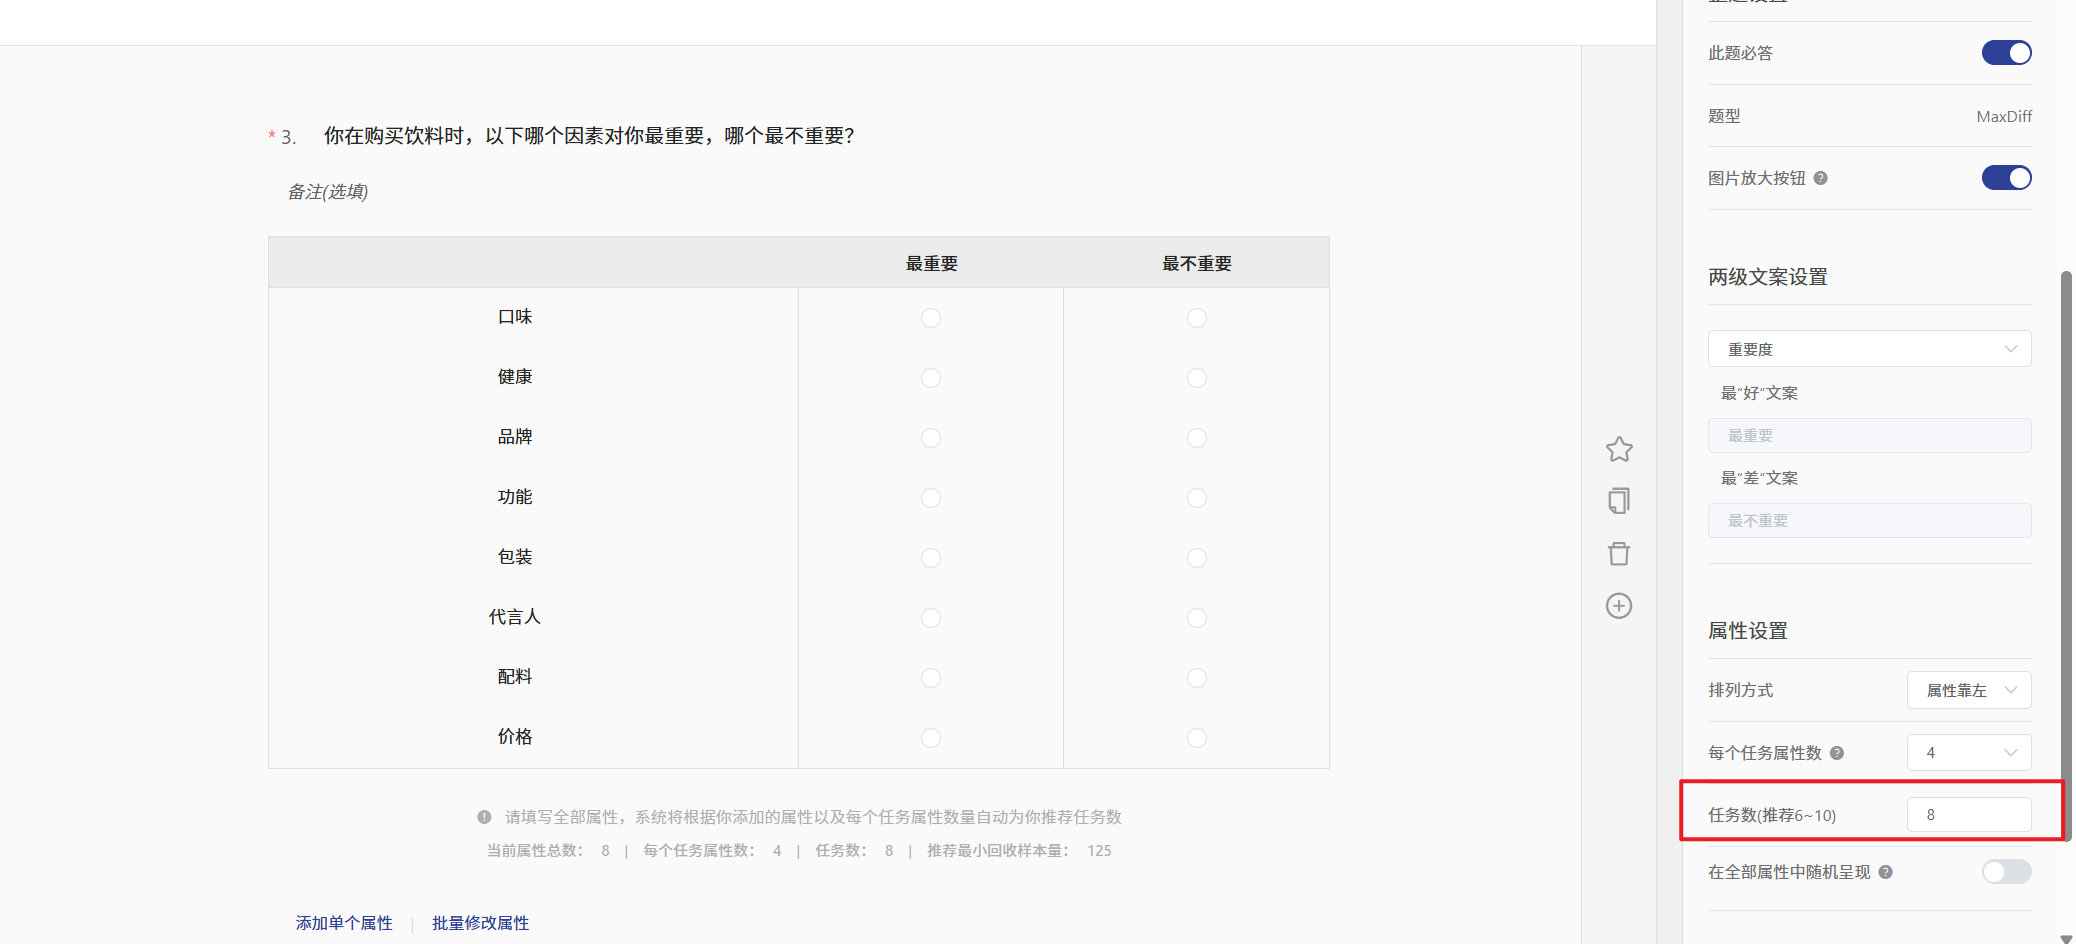 * 3. 你在购买饮料时，以下哪个因素对你最重要，哪个最不重要？
备注(选填)
最重要 最不重要
口味
健康
品牌
功能
包装
代言人
配料
价格
请填写全部属性，系统将根据你添加的属性以及每个任务属性数量自动为你推荐任务数
当前属性总数： 8 | 每个任务属性数： 4 | 任务数： 8 | 推荐最小回收样本量： 125
添加单个属性 | 批量修改属性
此题必答
题型 MaxDiff
图片放大按钮
两级文案设置
重要度
最“好”文案
最重要
最“差”文案
最不重要
属性设置
排列方式 属性靠左
每个任务属性数 4
任务数(推荐6~10) 8
在全部属性中随机呈现